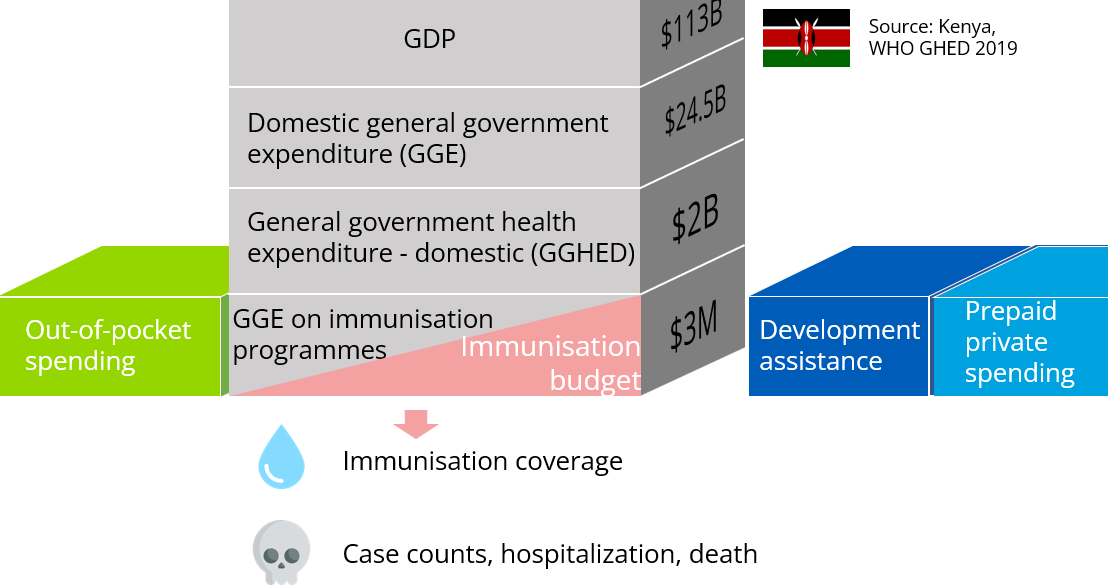 GDP
$113B
Source: Kenya,
WHO GHED 2019
Domestic general government
expenditure (GGE)
$24.5B
General government health
expenditure - domestic (GGHED)
$2B
Out-of-pocket
spending
GGE on immunisation
programmes
Immunisation
budget
$3M
Development
assistance
Prepaid
private
spending
Immunisation coverage
Case counts, hospitalization, death